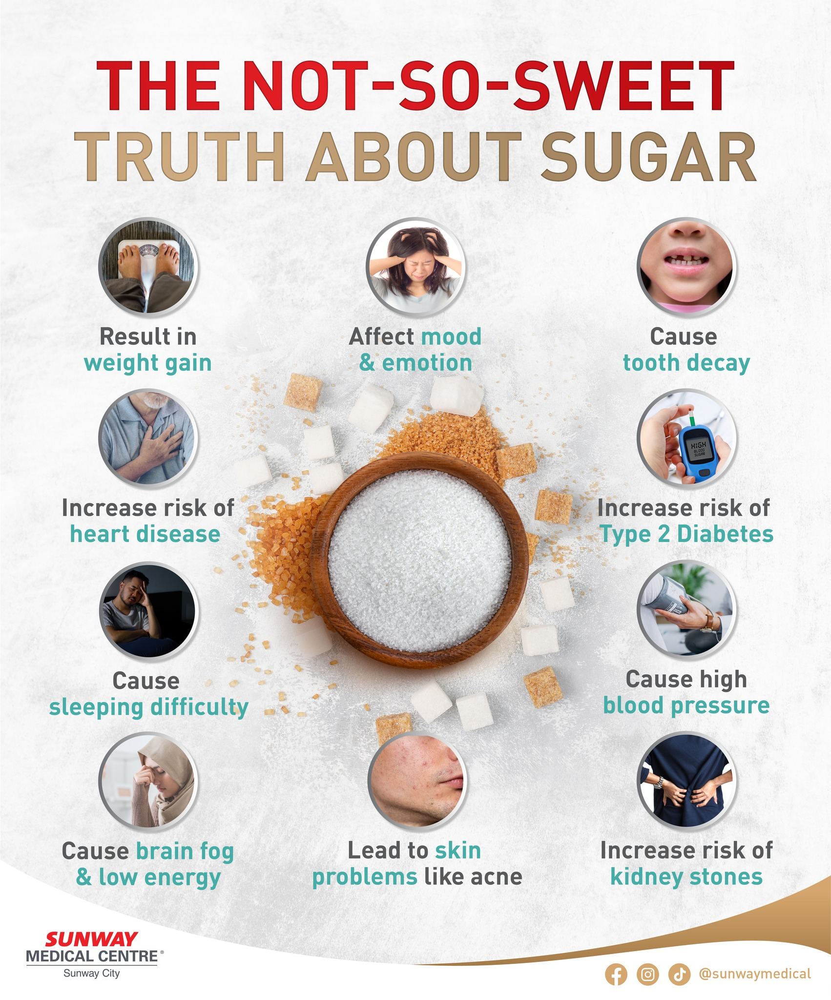 THE NOT-SO-SWEET
TRUTH ABOUT SUGAR
Result in
weight gain
Affect mood
& emotion
Cause
tooth decay
HIGH
BLOOD
SUGAR
Increase risk of
heart disease
Increase risk of
Type 2 Diabetes
Cause
sleeping difficulty
Cause high
blood pressure
Cause brain fog
& low energy
Lead to skin
problems like acne
Increase risk of
kidney stones
SUNWAY
MEDICAL CENTRE®
Sunway City
@sunwaymedical